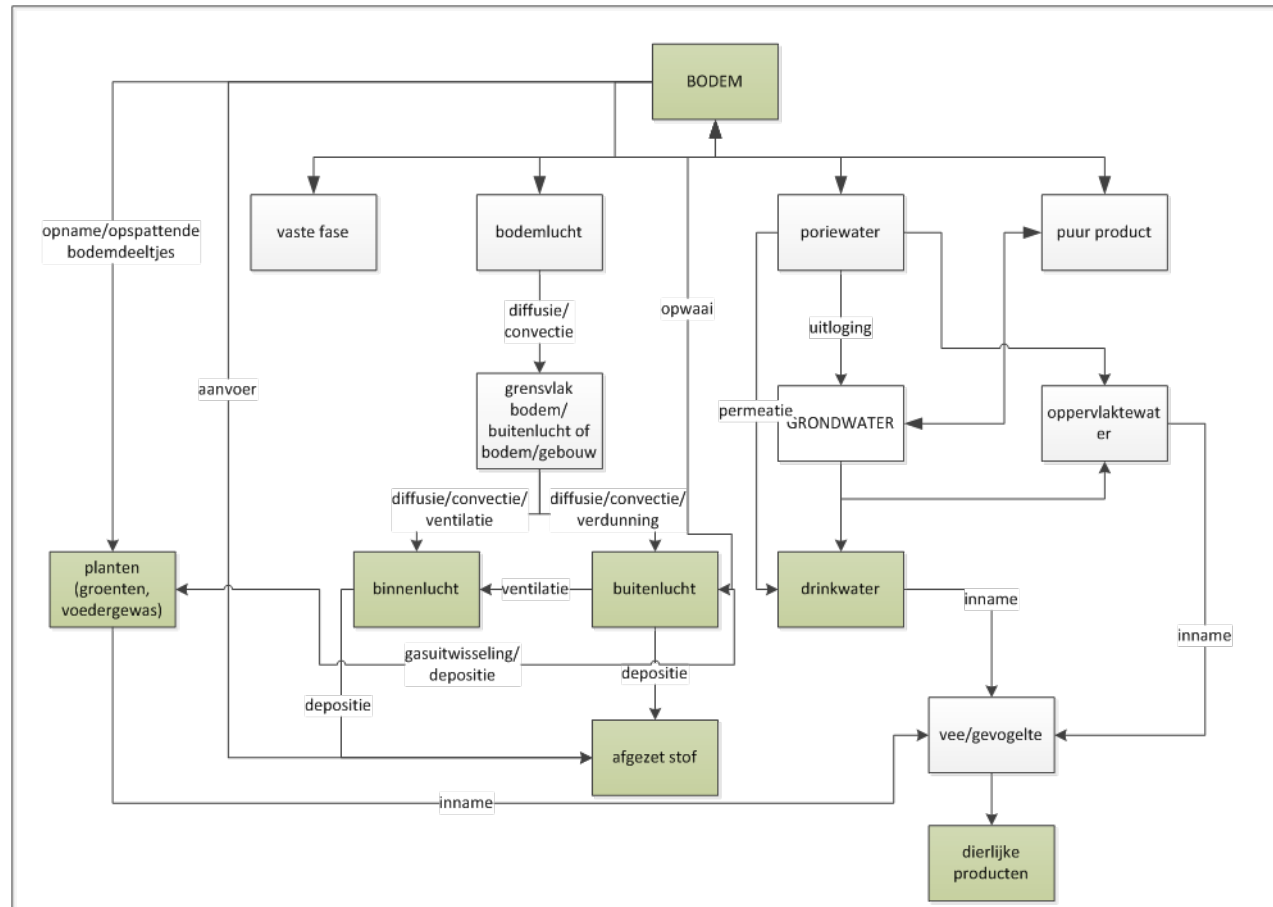 BODEM
vaste fase
bodemlucht
poriewater
puur product
opname/opspattende
bodemdeeltjes
opwaai
diffusie/
convectie
uitloging
aanvoer
permeatie
grensvlak
bodem/
buitenlucht of
bodem/gebouw
GRONDWATER
oppervlaktewat
er
diffusie/convectie/
ventilatie
diffusie/convectie/
verdunning
planten
(groenten,
voedergewas)
binnenlucht
ventilatie
buitenlucht
drinkwater
inname
inname
gasuitwisseling/
depositie
depositie
depositie
afgezet stof
vee/gevogelte
inname
dierlijke
producten